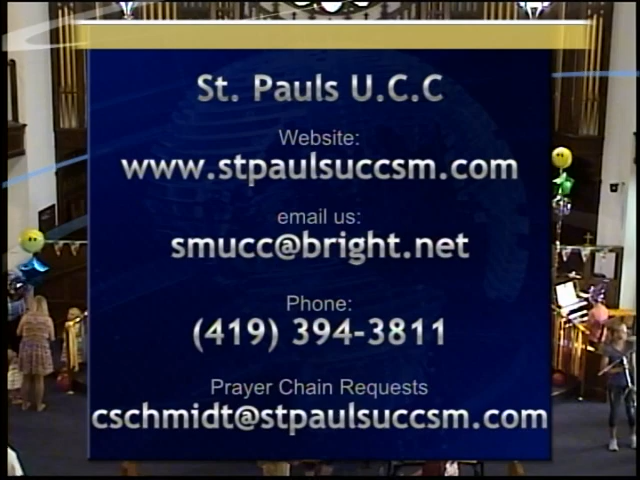 St. Pauls U.C.C
Website:
www.stpaulsuccsm.com
email us:
smucc@bright.net
Phone:
(419) 394-3811
Prayer Chain Requests
cschmidt@stpaulsuccsm.com